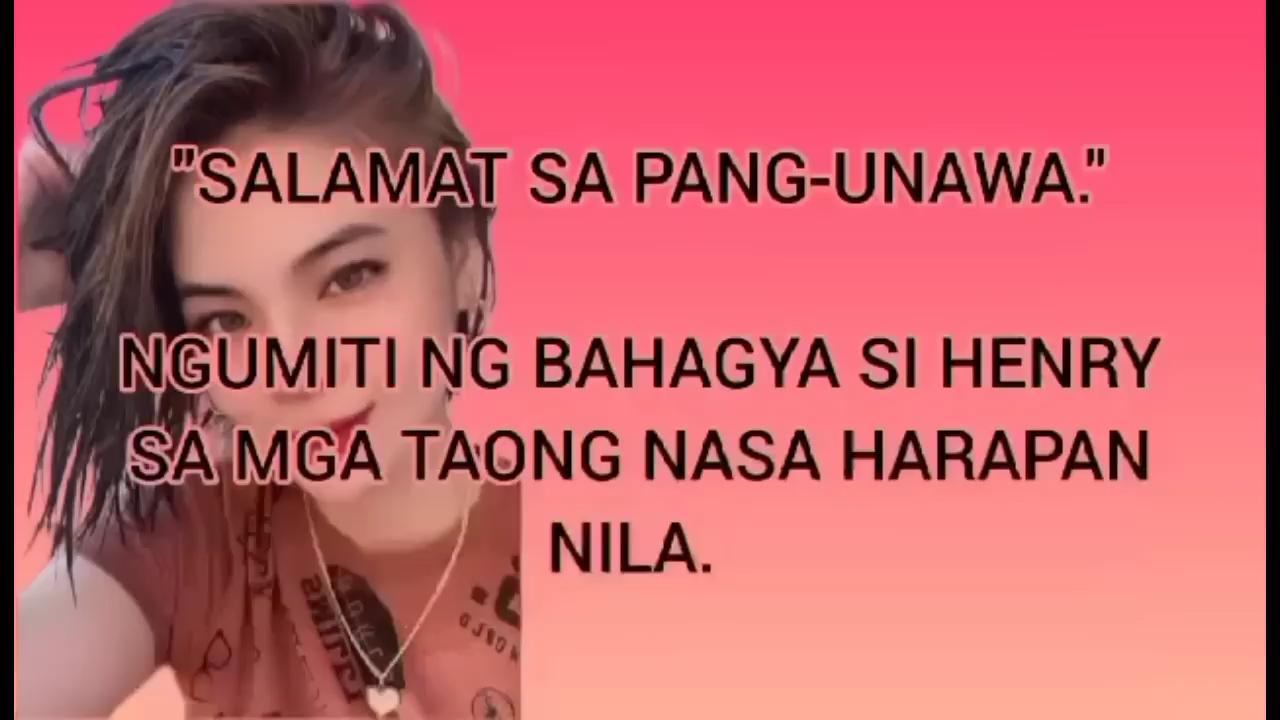 "SALAMAT SA PANG-UNAWA."
NGUMITI NG BAHAGYA SI HENRY
SA MGA TAONG NASA HARAPAN
NILA.